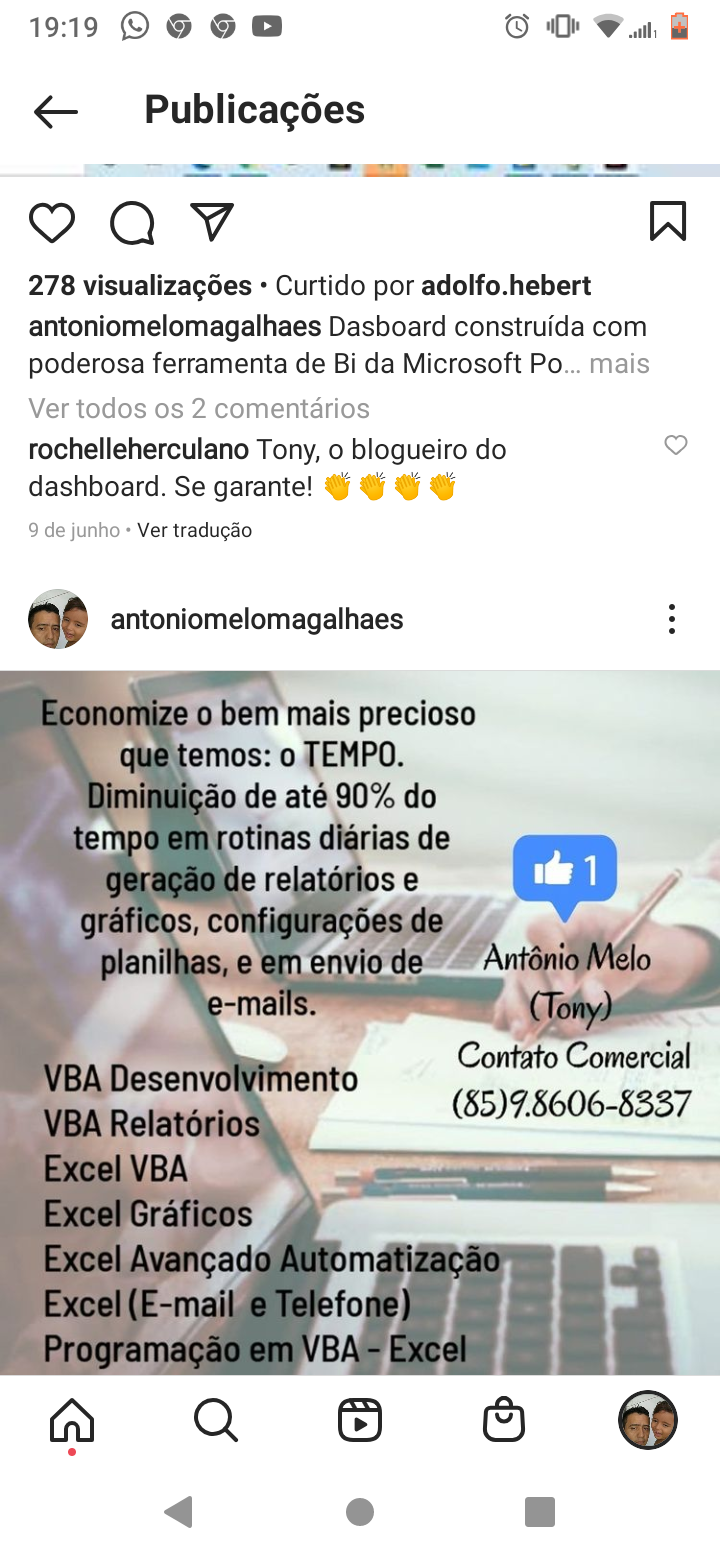 19:19
Publicações
278 visualizações • Curtido por adolfo.hebert
antoniomelomagalhaes Dasboard construída com
poderosa ferramenta de Bi da Microsoft Po... mais
Ver todos os 2 comentários
rochelleherculano Tony, o blogueiro do
dashboard. Se garante! 👏👏👏👏
9 de junho • Ver tradução
antoniomelomagalhaes
Economize o bem mais precioso
que temos: o TEMPO.
Diminuição de até 90% do
tempo em rotinas diárias de
geração de relatórios e
gráficos, configurações de
planilhas, e em envio de
e-mails.
1
Antônio Melo
(Tony)
Contato Comercial
(85)9.8606-8337
VBA Desenvolvimento
VBA Relatórios
Excel VBA
Excel Gráficos
Excel Avançado Automatização
Excel (E-mail e Telefone)
Programação em VBA - Excel